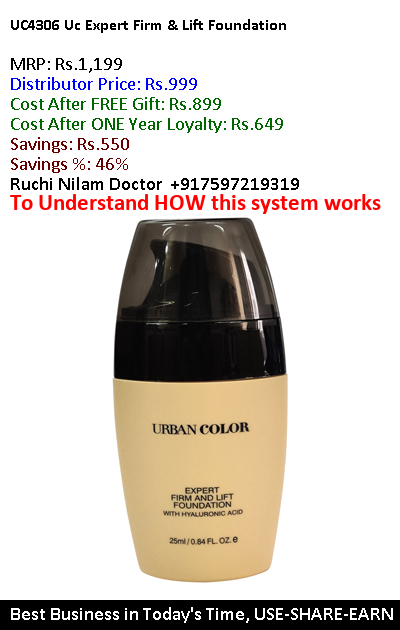 UC4306 Uc Expert Firm & Lift Foundation
MRP: Rs.1,199
Distributor Price: Rs.999
Cost After FREE Gift: Rs.899
Cost After ONE Year Loyalty: Rs.649
Savings: Rs.550
Savings %: 46%
Ruchi Nilam Doctor +917597219319
To Understand HOW this system works
URBAN COLOR
EXPERT
FIRM AND LIFT
FOUNDATION
WITH HYALURONIC ACID
25ml / 0.84 FL. OZ. e
Best Business in Today's Time, USE-SHARE-EARN